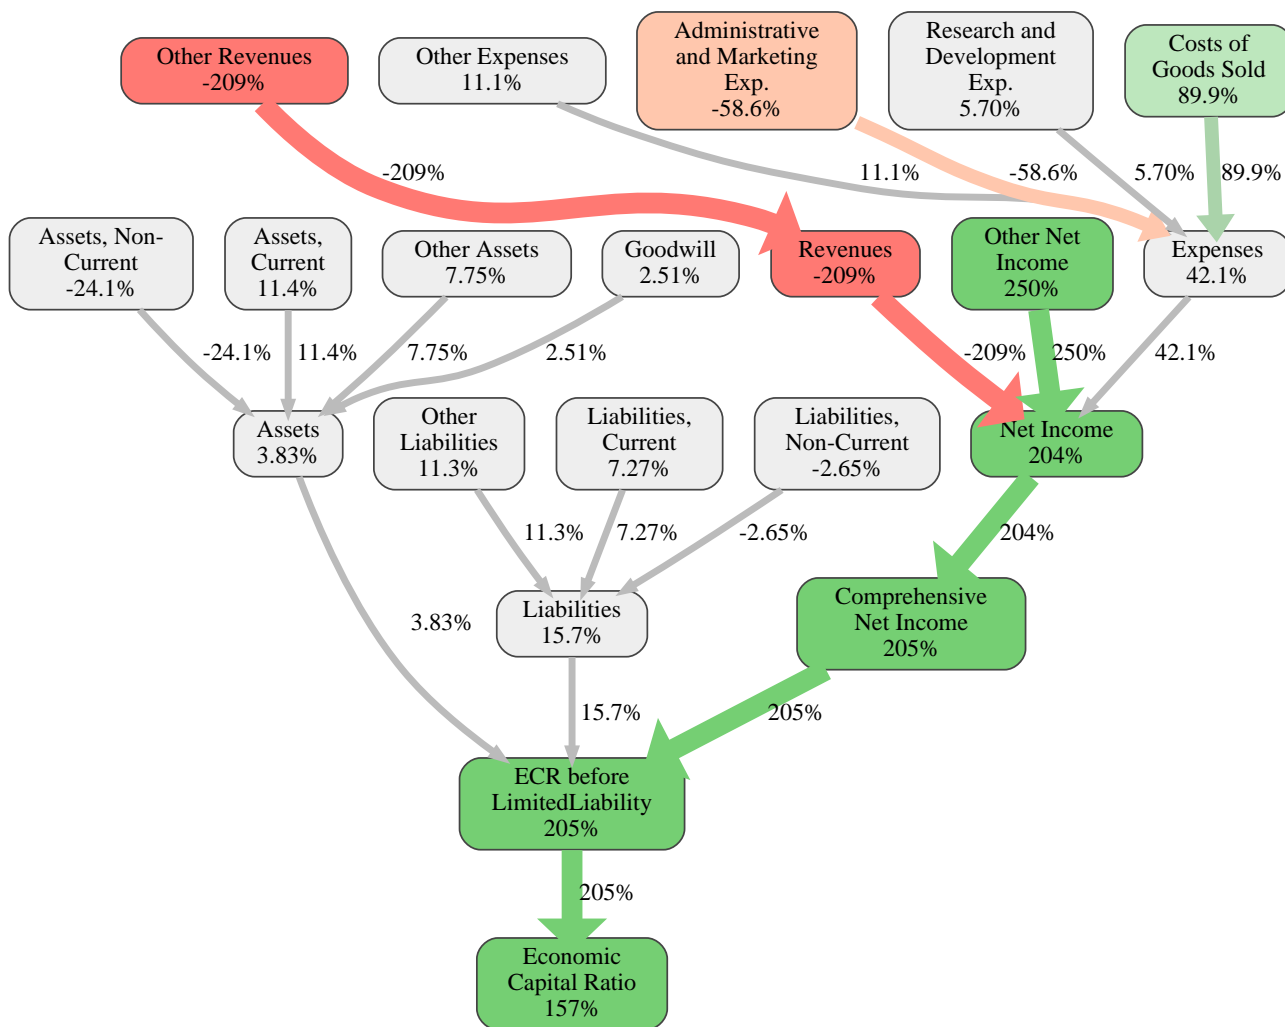 Other Revenues
-209%
Other Expenses
11.1%
Administrative
and Marketing
Exp.
-58.6%
Research and
Development
Exp.
5.70%
Costs of
Goods Sold
89.9%
-209%
11.1%
-58.6%
5.70%
89.9%
Assets, Non-
Current
-24.1%
Assets,
Current
11.4%
Other Assets
7.75%
Goodwill
2.51%
Revenues
-209%
Other Net
Income
250%
Expenses
42.1%
-24.1%
11.4%
7.75%
2.51%
-209%
250%
42.1%
Assets
3.83%
Other
Liabilities
11.3%
Liabilities,
Current
7.27%
Liabilities,
Non-Current
-2.65%
Net Income
204%
11.3%
7.27%
-2.65%
204%
3.83%
Liabilities
15.7%
Comprehensive
Net Income
205%
15.7%
205%
ECR before
LimitedLiability
205%
205%
Economic
Capital Ratio
157%